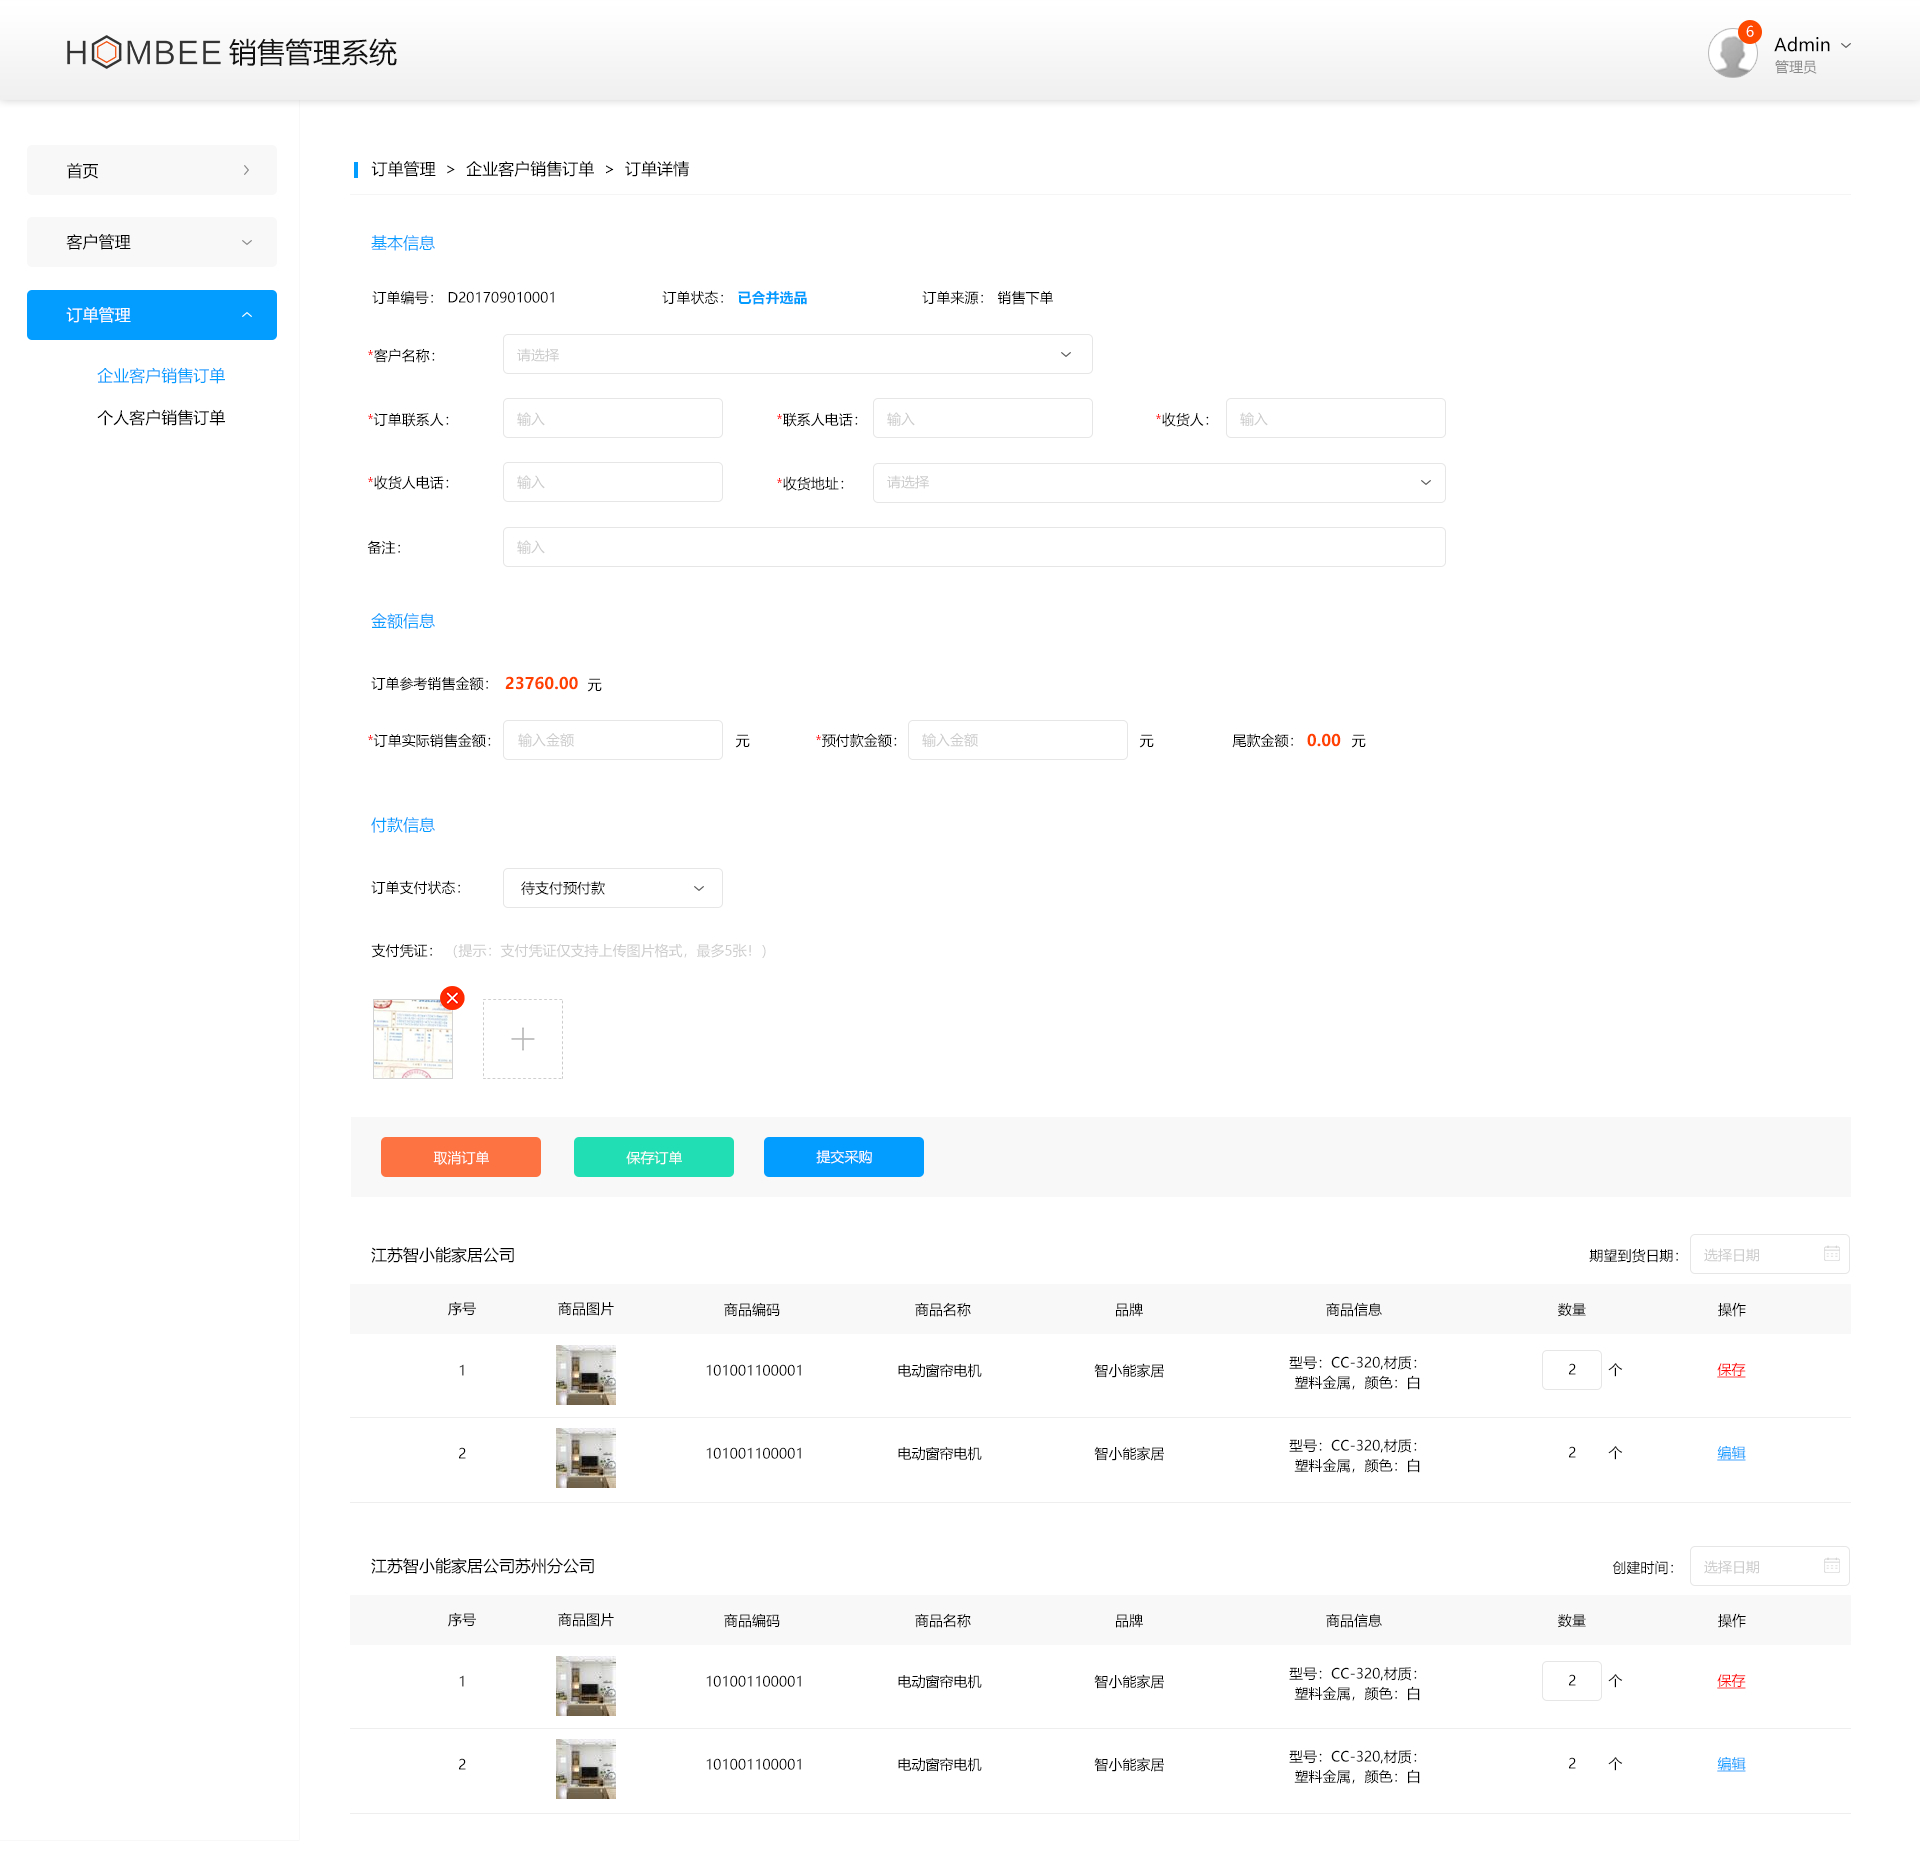 HOMBEE 销售管理系统
6
Admin
管理员
首页
客户管理
订单管理
企业客户销售订单
个人客户销售订单
订单管理 > 企业客户销售订单 > 订单详情
基本信息
订单编号： D201709010001 订单状态： 已合并选品 订单来源： 销售下单
*客户名称： 请选择
*订单联系人： 输入 *联系人电话： 输入 *收货人： 输入
*收货人电话： 输入 *收货地址： 请选择
备注： 输入
金额信息
订单参考销售金额： 23760.00 元
*订单实际销售金额： 输入金额 元 *预付款金额： 输入金额 元 尾款金额： 0.00 元
付款信息
订单支付状态： 待支付预付款
支付凭证： （提示：支付凭证仅支持上传图片格式，最多5张！）
取消订单 保存订单 提交采购
江苏智小能家居公司 期望到货日期： 选择日期
序号 商品图片 商品编码 商品名称 品牌 商品信息 数量 操作
1 101001100001 电动窗帘电机 智小能家居 型号：CC-320,材质： 2 个 保存
塑料金属，颜色：白
2 101001100001 电动窗帘电机 智小能家居 型号：CC-320,材质： 2 个 编辑
塑料金属，颜色：白
江苏智小能家居公司苏州分公司 创建时间： 选择日期
序号 商品图片 商品编码 商品名称 品牌 商品信息 数量 操作
1 101001100001 电动窗帘电机 智小能家居 型号：CC-320,材质： 2 个 保存
塑料金属，颜色：白
2 101001100001 电动窗帘电机 智小能家居 型号：CC-320,材质： 2 个 编辑
塑料金属，颜色：白